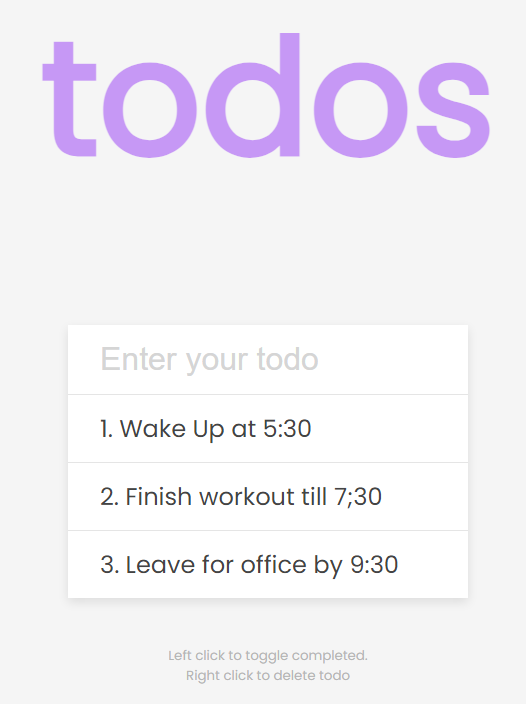 todos
Enter your todo
1. Wake Up at 5:30
2. Finish workout till 7;30
3. Leave for office by 9:30
Left click to toggle completed.
Right click to delete todo